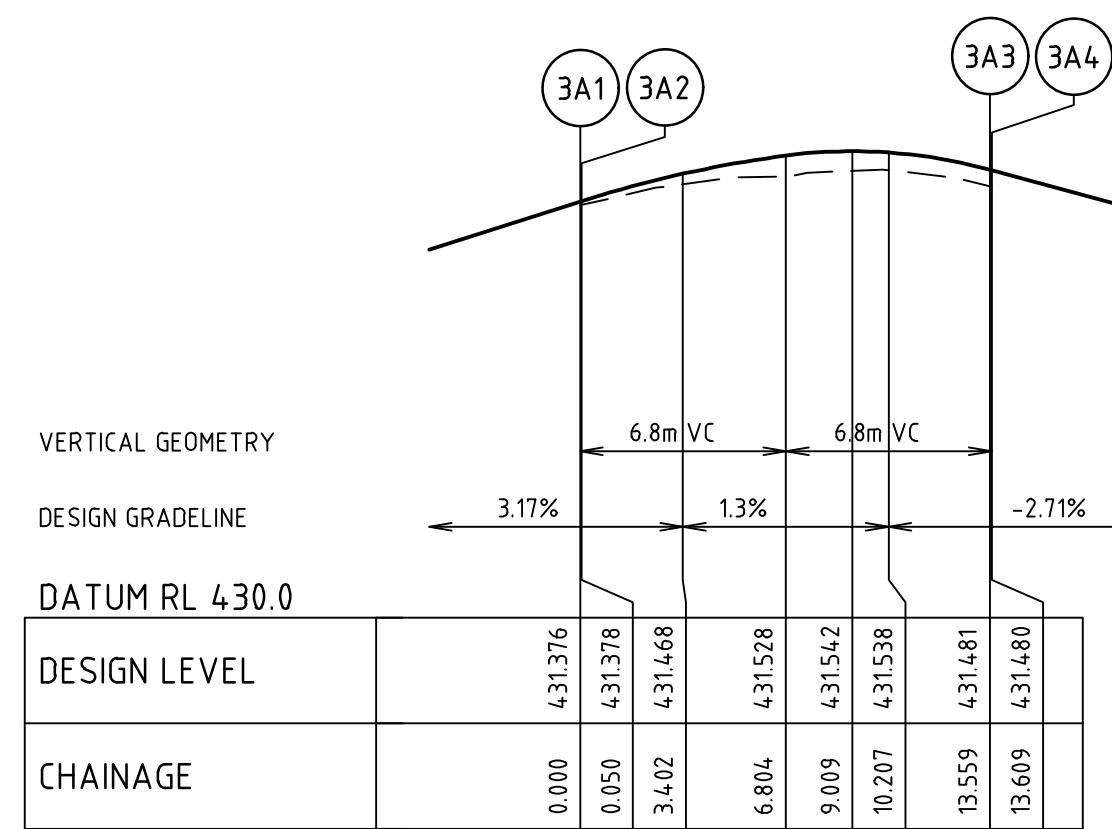 3A1 3A2 3A3 3A4
VERTICAL GEOMETRY 6.8m VC 6.8m VC
DESIGN GRADELINE 3.17% 1.3% -2.71%
DATUM RL 430.0
DESIGN LEVEL 431.376 431.378 431.468 431.528 431.542 431.538 431.481 431.480
CHAINAGE 0.000 0.050 3.402 6.804 9.009 10.207 13.559 13.609